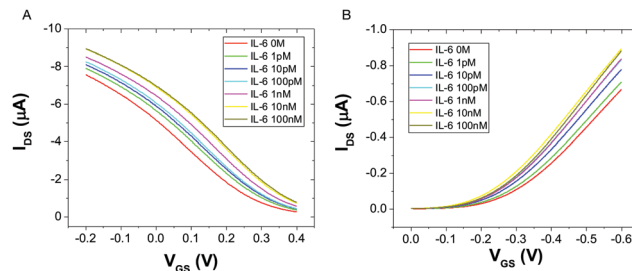 A
-10
-8
-6
-4
-2
0
I_DS (μA)
IL-6 0M
IL-6 1pM
IL-6 10pM
IL-6 100pM
IL-6 1nM
IL-6 10nM
IL-6 100nM
-0.2 -0.1 0.0 0.1 0.2 0.3 0.4
V_GS (V)
B
-1.0
-0.8
-0.6
-0.4
-0.2
0.0
I_DS (μA)
IL-6 0M
IL-6 1pM
IL-6 10pM
IL-6 100pM
IL-6 1nM
IL-6 10nM
IL-6 100nM
0.0 -0.1 -0.2 -0.3 -0.4 -0.5 -0.6
V_GS (V)